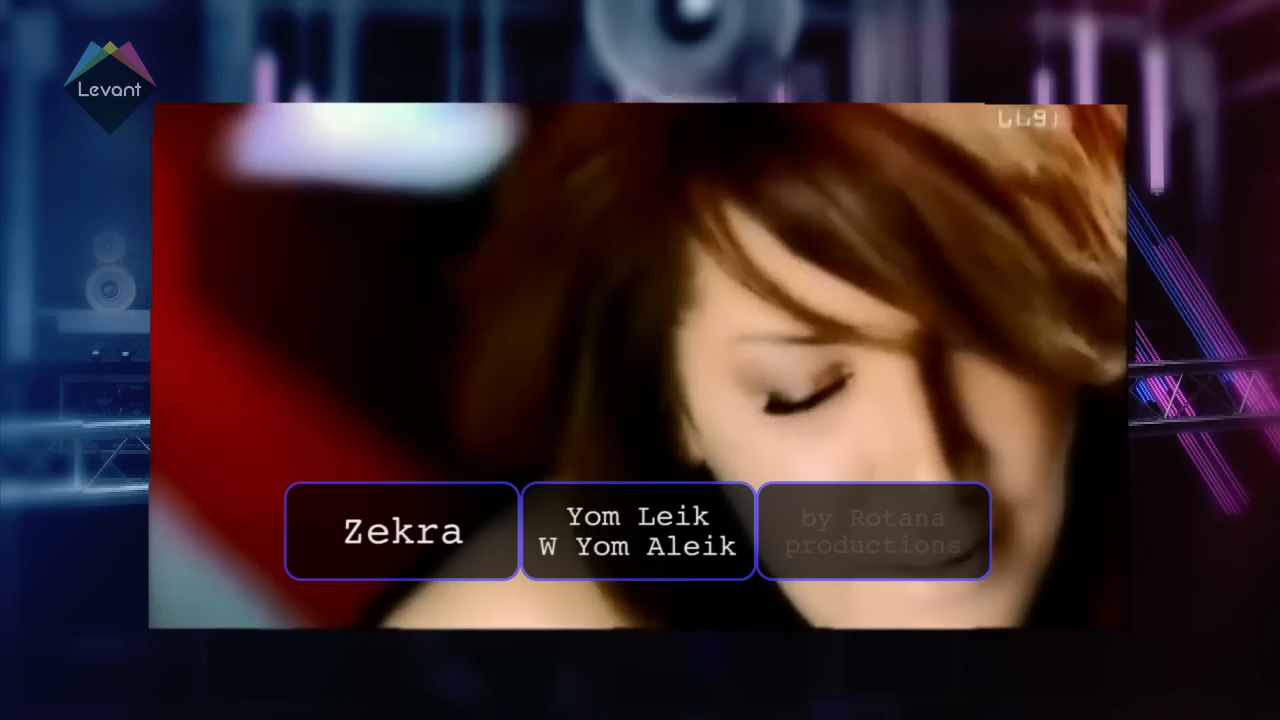 Levant
Zekra
Yom Leik
W Yom Aleik
by Rotana
productions